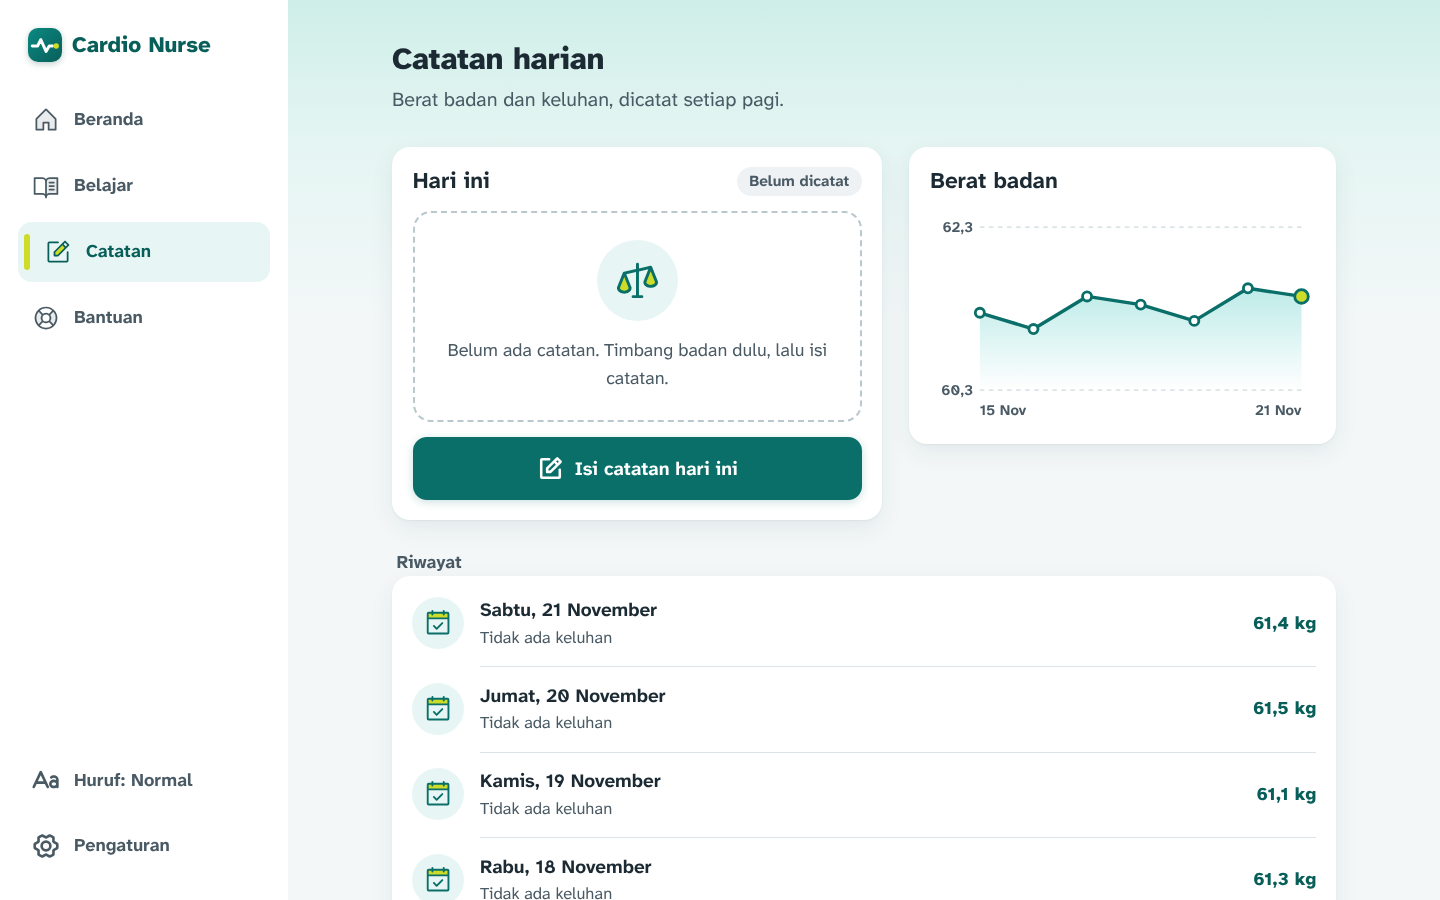 Cardio Nurse
Beranda
Belajar
Catatan
Bantuan
Aa Huruf: Normal
Pengaturan
Catatan harian
Berat badan dan keluhan, dicatat setiap pagi.
Hari ini
Belum dicatat
Belum ada catatan. Timbang badan dulu, lalu isi
catatan.
Isi catatan hari ini
Berat badan
62,3
60,3
15 Nov
21 Nov
Riwayat
Sabtu, 21 November
Tidak ada keluhan
61,4 kg
Jumat, 20 November
Tidak ada keluhan
61,5 kg
Kamis, 19 November
Tidak ada keluhan
61,1 kg
Rabu, 18 November
Tidak ada keluhan
61,3 kg